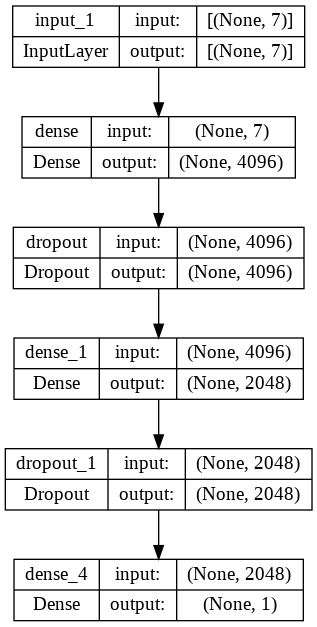 input_1 input: [(None, 7)]
InputLayer output: [(None, 7)]
dense input: (None, 7)
Dense output: (None, 4096)
dropout input: (None, 4096)
Dropout output: (None, 4096)
dense_1 input: (None, 4096)
Dense output: (None, 2048)
dropout_1 input: (None, 2048)
Dropout output: (None, 2048)
dense_4 input: (None, 2048)
Dense output: (None, 1)